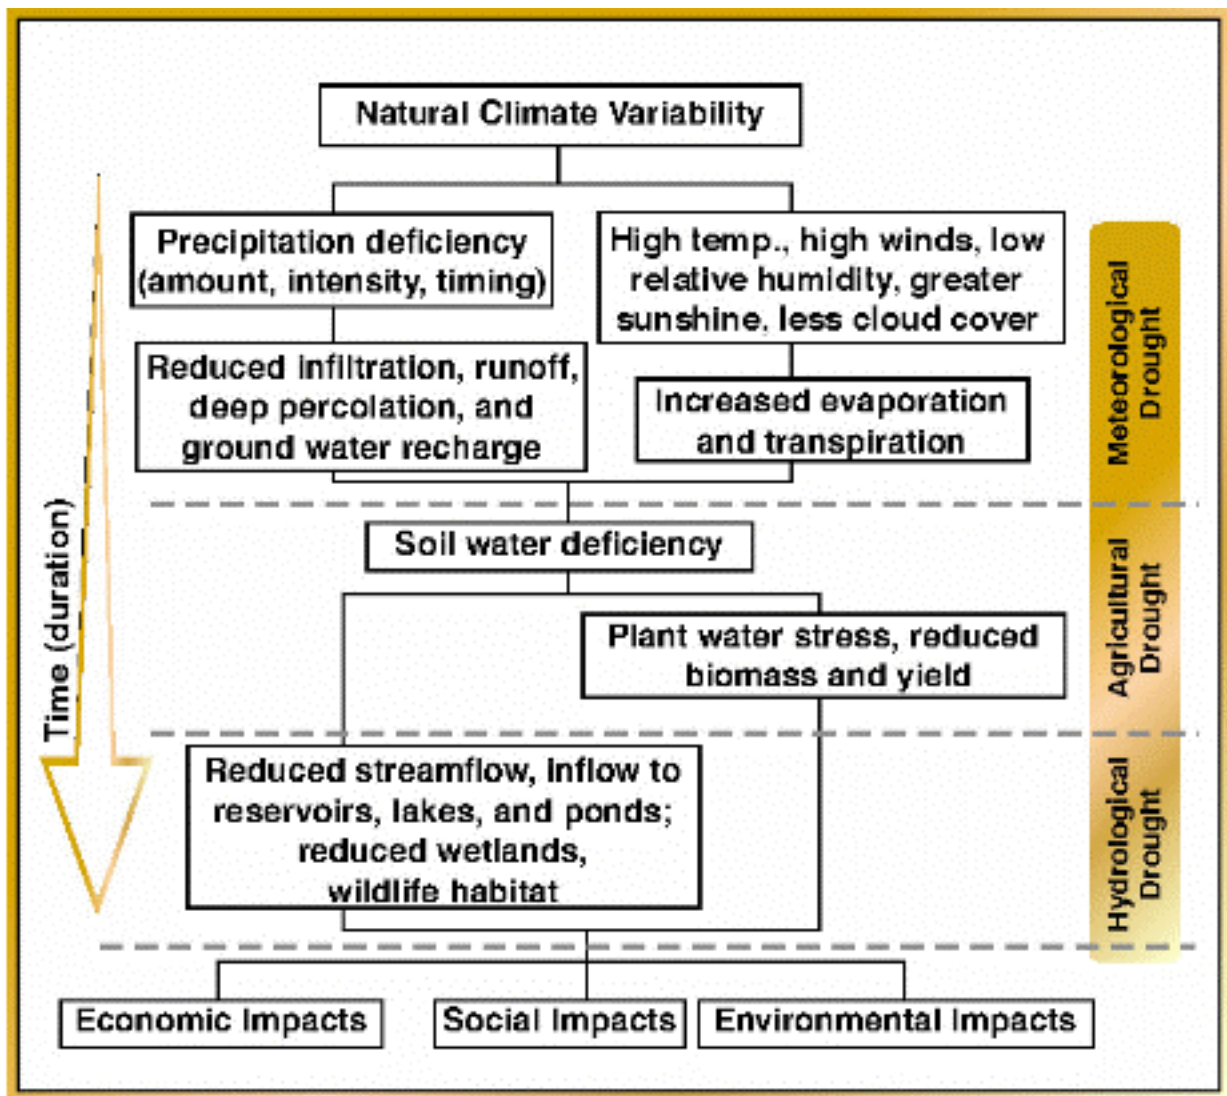 Natural Climate Variability
Precipitation deficiency
(amount, intensity, timing)
High temp., high winds, low
relative humidity, greater
sunshine, less cloud cover
Reduced infiltration, runoff,
deep percolation, and
ground water recharge
Increased evaporation
and transpiration
Meteorological
Drought
Soil water deficiency
Plant water stress, reduced
biomass and yield
Agricultural
Drought
Time (duration)
Reduced streamflow, inflow to
reservoirs, lakes, and ponds;
reduced wetlands,
wildlife habitat
Hydrological
Drought
Economic Impacts
Social Impacts
Environmental Impacts